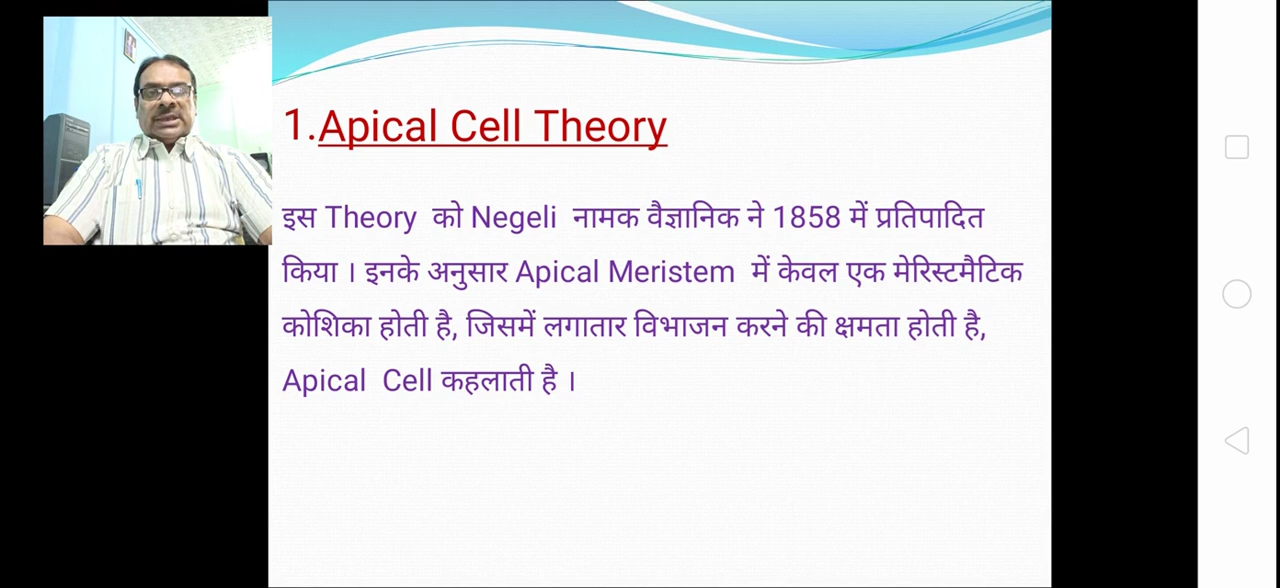 1.Apical Cell Theory
इस Theory को Negeli नामक वैज्ञानिक ने 1858 में प्रतिपादित
किया । इनके अनुसार Apical Meristem में केवल एक मेरिस्टमैटिक
कोशिका होती है, जिसमें लगातार विभाजन करने की क्षमता होती है,
Apical Cell कहलाती है ।